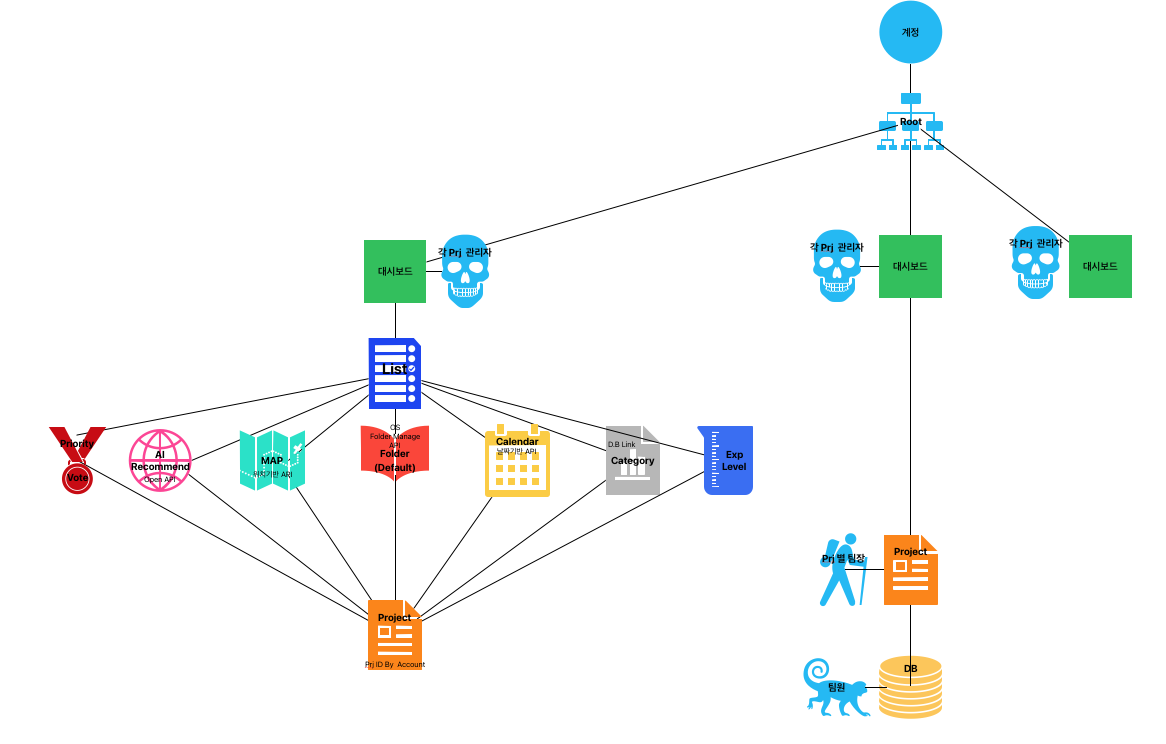 계정
Root
각 Prj 관리자
대시보드
각 Prj 관리자
대시보드
각 Prj 관리자
대시보드
List
Priority
Vote
AI
Recommend
Open API
MAP
위치기반 API
OS
Folder Manage
API
Folder
(Default)
Calendar
날짜기반 API
D.B Link
Category
Exp
Level
Prj 별 팀장
Project
Project
Prj ID By Account
팀원
DB